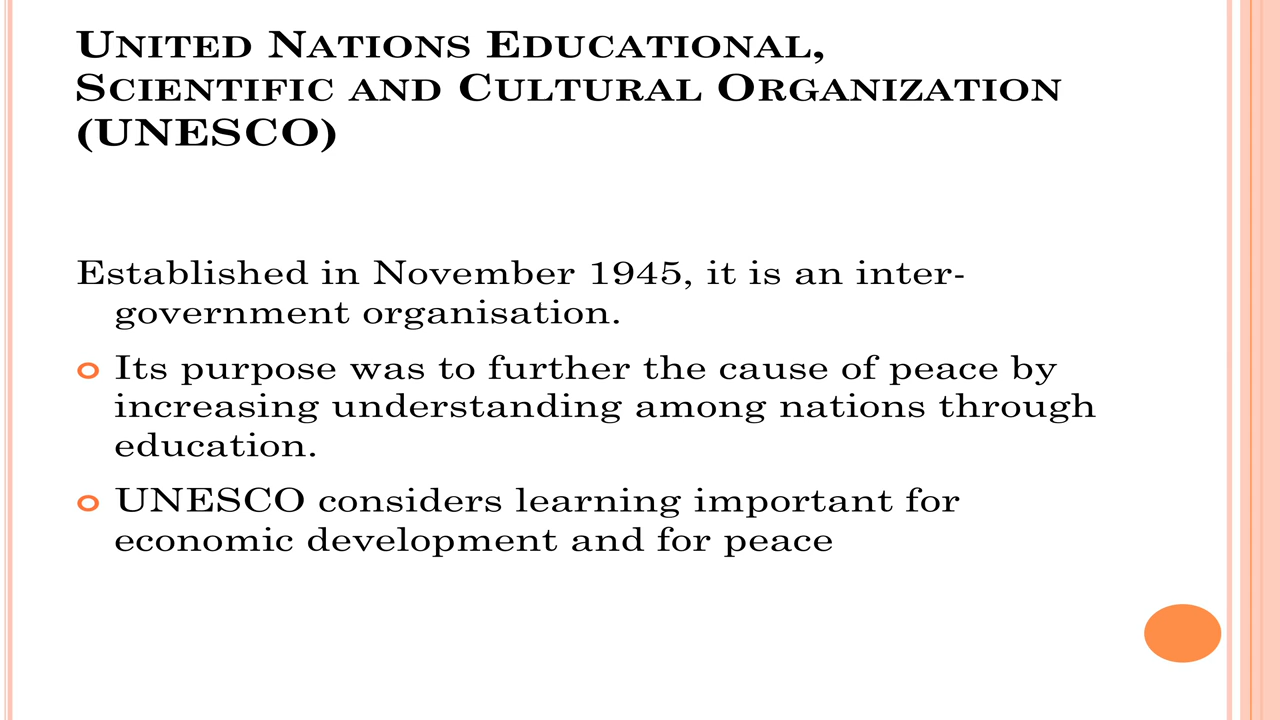 United Nations Educational,
Scientific and Cultural Organization
(UNESCO)
Established in November 1945, it is an inter-
government organisation.
Its purpose was to further the cause of peace by
increasing understanding among nations through
education.
UNESCO considers learning important for
economic development and for peace